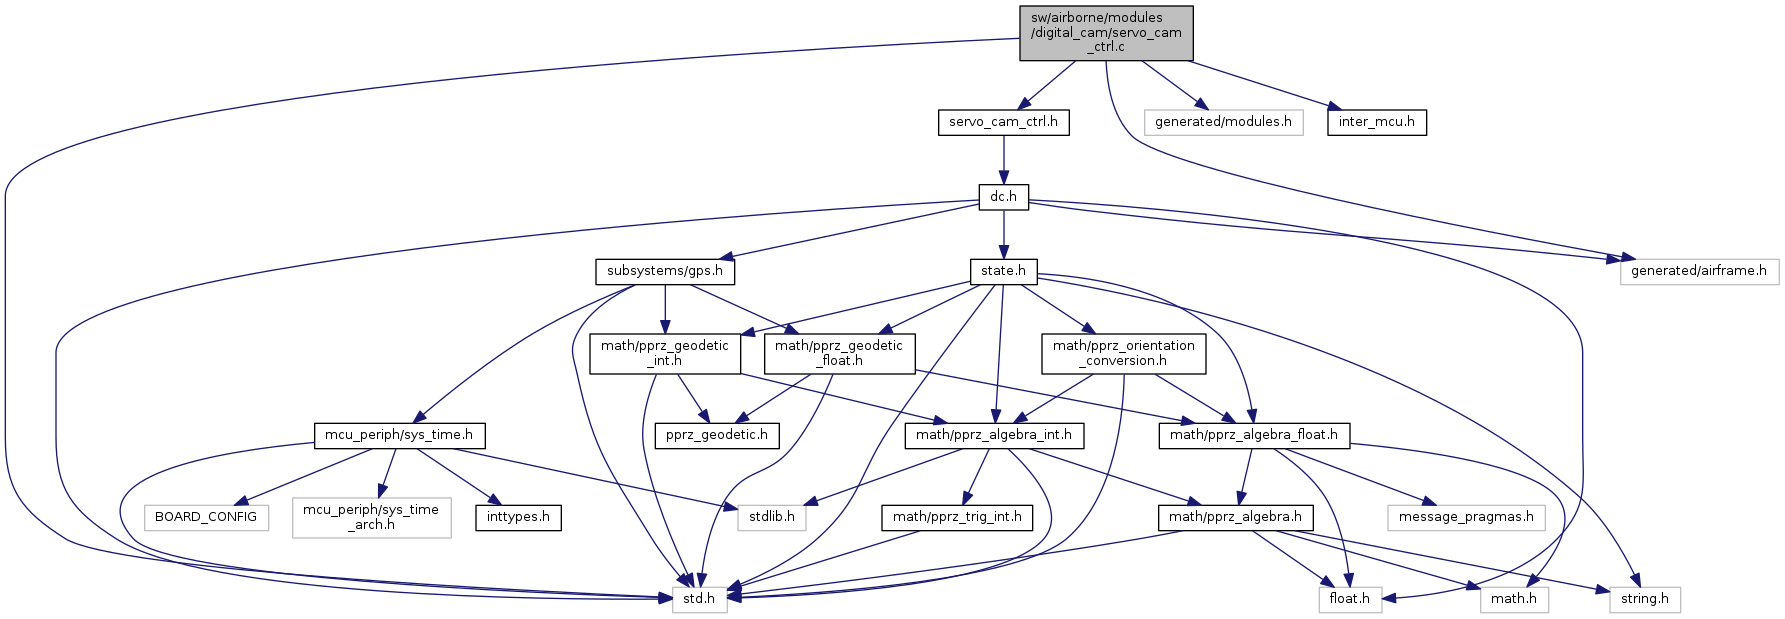 sw/airborne/modules
/digital_cam/servo_cam
_ctrl.c
servo_cam_ctrl.h
generated/modules.h
inter_mcu.h
dc.h
subsystems/gps.h
state.h
generated/airframe.h
math/pprz_geodetic
_int.h
math/pprz_geodetic
_float.h
math/pprz_orientation
_conversion.h
mcu_periph/sys_time.h
pprz_geodetic.h
math/pprz_algebra_int.h
math/pprz_algebra_float.h
BOARD_CONFIG
mcu_periph/sys_time
_arch.h
inttypes.h
stdlib.h
math/pprz_trig_int.h
math/pprz_algebra.h
message_pragmas.h
std.h
float.h
math.h
string.h